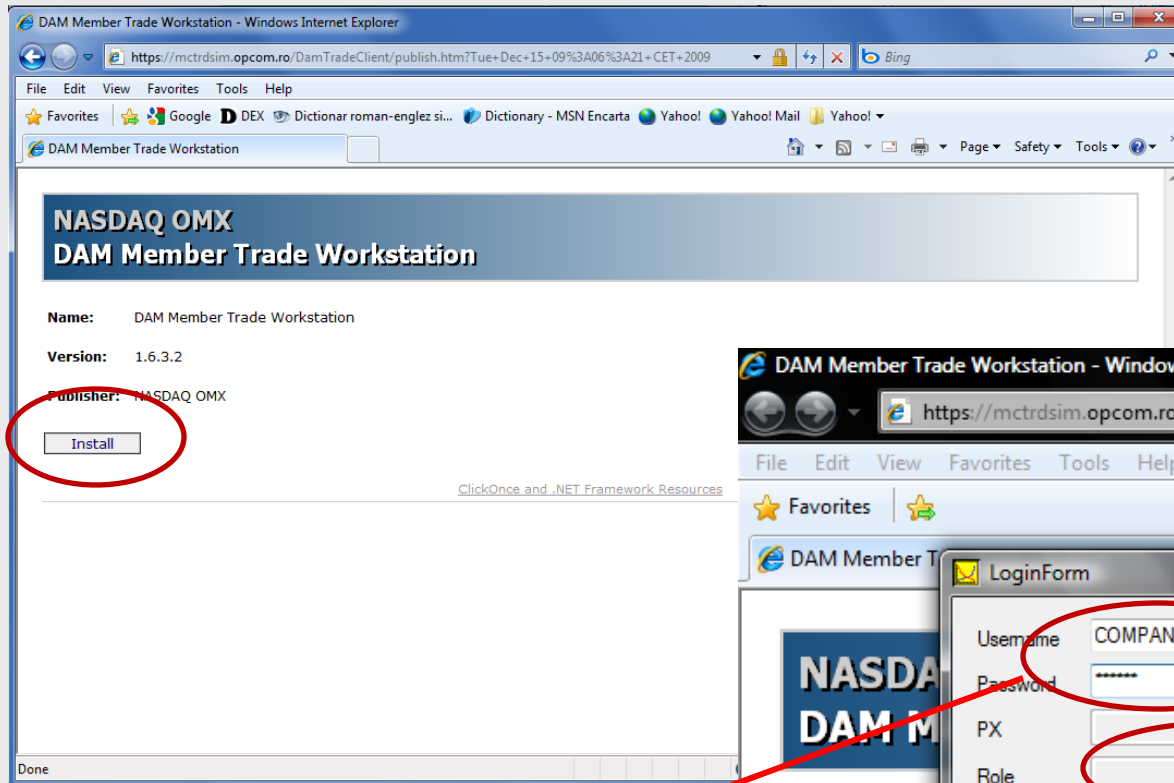 DAM Member Trade Workstation - Windows Internet Explorer
https://mctrdsim.opcom.ro/DamTradeClient/publish.htm?Tue+Dec+15+09%3A06%3A21+CET+2009
Bing
File Edit View Favorites Tools Help
Favorites Google DEX Dictionar roman-englez si... Dictionary - MSN Encarta Yahoo! Yahoo! Mail Yahoo!
DAM Member Trade Workstation
Page Safety Tools
NASDAQ OMX
DAM Member Trade Workstation
Name: DAM Member Trade Workstation
Version: 1.6.3.2
Publisher: NASDAQ OMX
Install
ClickOnce and .NET Framework Resources
Done
DAM Member Trade Workstation - Window
https://mctrdsim.opcom.ro
File Edit View Favorites Tools Help
Favorites
DAM Member T
LoginForm
Username COMPAN
Password ••••••
PX
Role
NASDA
DAM M